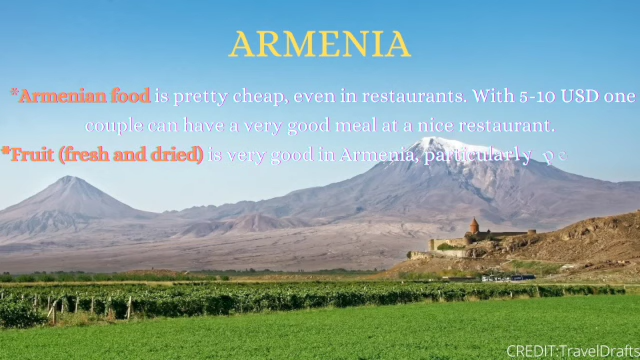 ARMENIA
*Armenian food is pretty cheap, even in restaurants. With 5-10 USD one
couple can have a very good meal at a nice restaurant.
*Fruit (fresh and dried) is very good in Armenia, particularly
CREDIT:TravelDrafts